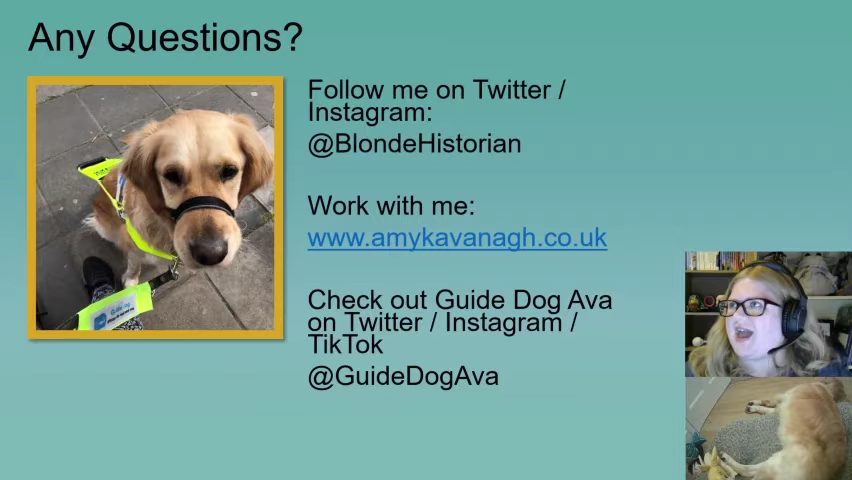 Any Questions?
Follow me on Twitter /
Instagram:
@BlondeHistorian
Work with me:
www.amykavanagh.co.uk
Check out Guide Dog Ava
on Twitter / Instagram /
TikTok
@GuideDogAva